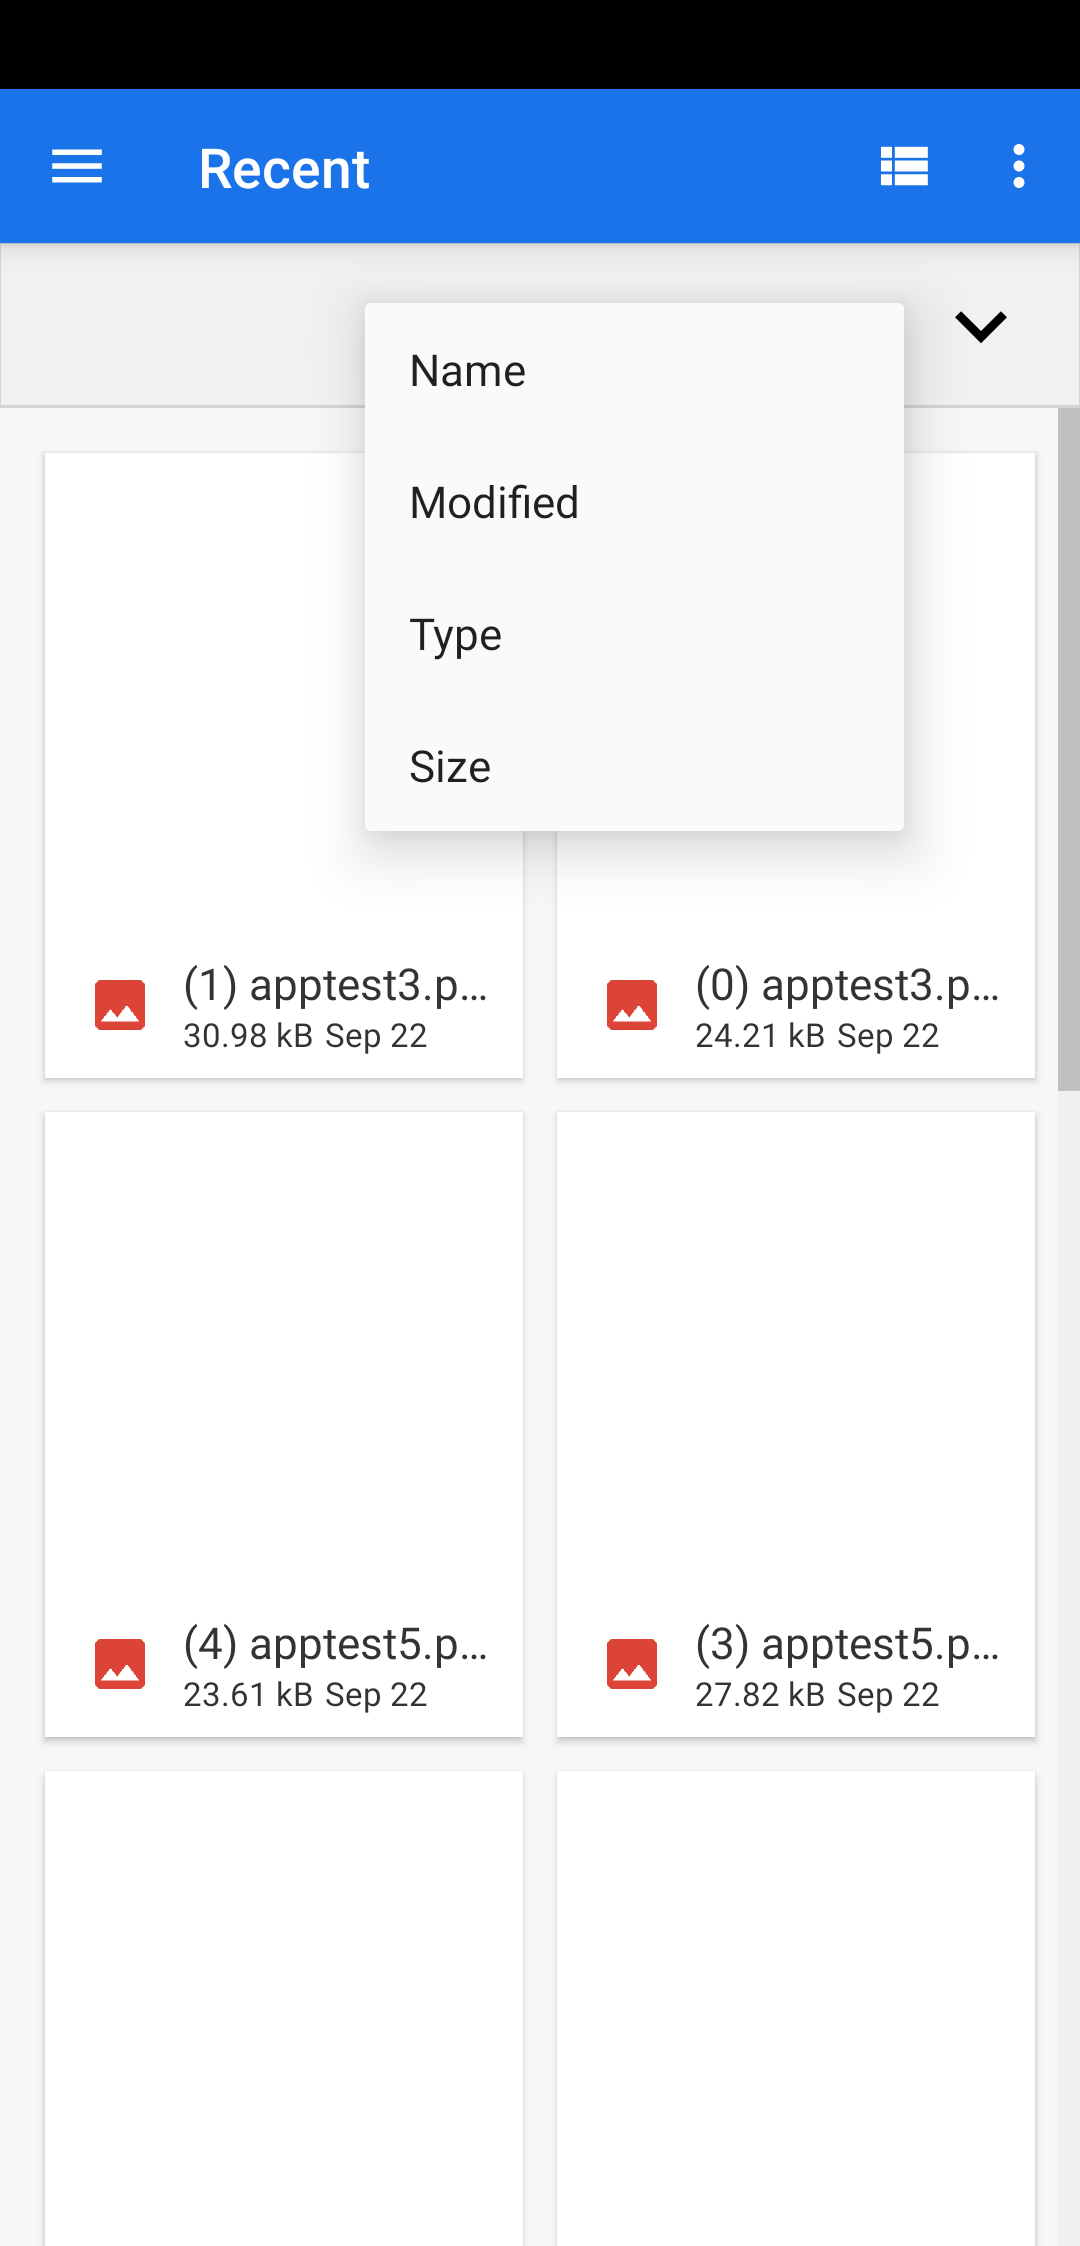 Recent
Name
Modified
Type
Size
(1) apptest3.p...
30.98 kB Sep 22
(0) apptest3.p...
24.21 kB Sep 22
(4) apptest5.p...
23.61 kB Sep 22
(3) apptest5.p...
27.82 kB Sep 22